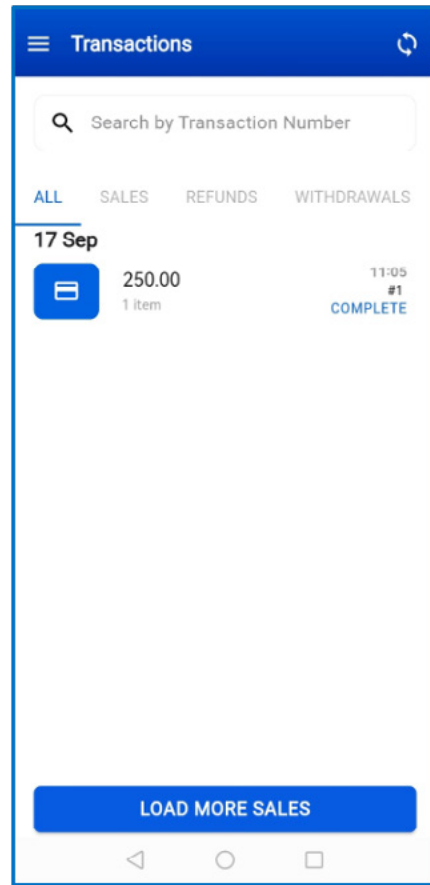 Transactions
Search by Transaction Number
ALL SALES REFUNDS WITHDRAWALS
17 Sep
250.00 11:05
1 item #1
COMPLETE
LOAD MORE SALES